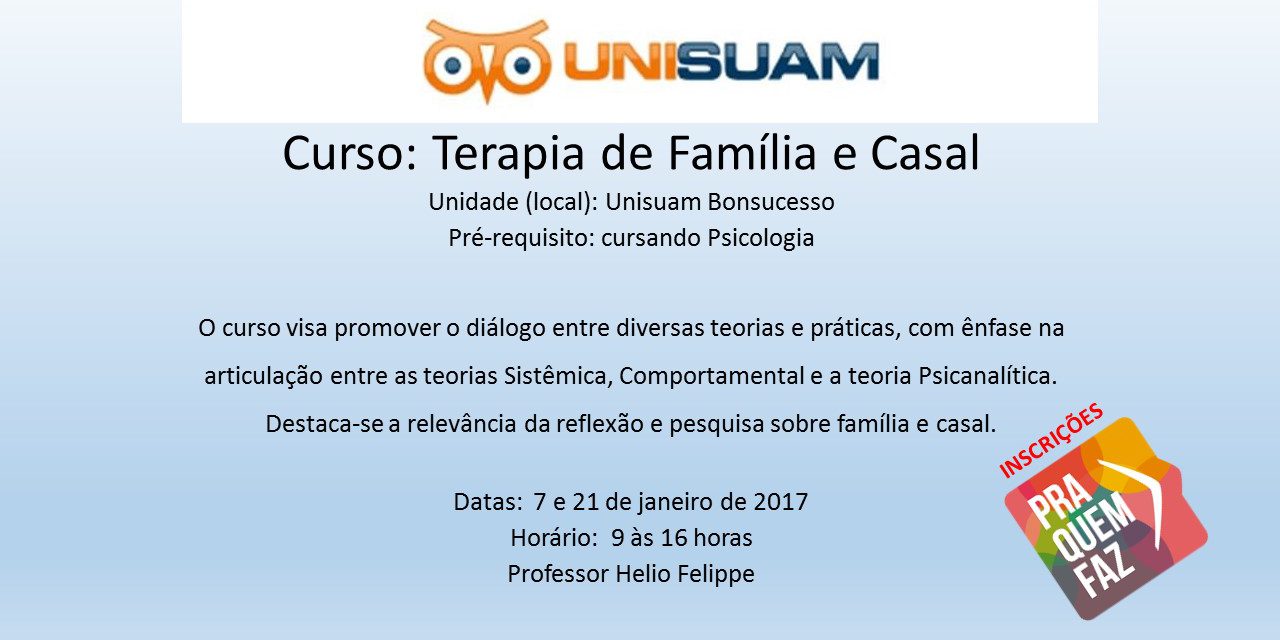 UNISUAM
Curso: Terapia de Família e Casal
Unidade (local): Unisuam Bonsucesso
Pré-requisito: cursando Psicologia
O curso visa promover o diálogo entre diversas teorias e práticas, com ênfase na
articulação entre as teorias Sistêmica, Comportamental e a teoria Psicanalítica.
Destaca-se a relevância da reflexão e pesquisa sobre família e casal.
Datas: 7 e 21 de janeiro de 2017
Horário: 9 às 16 horas
Professor Helio Felippe
INSCRIÇÕES
PRA
QUEM
FAZ